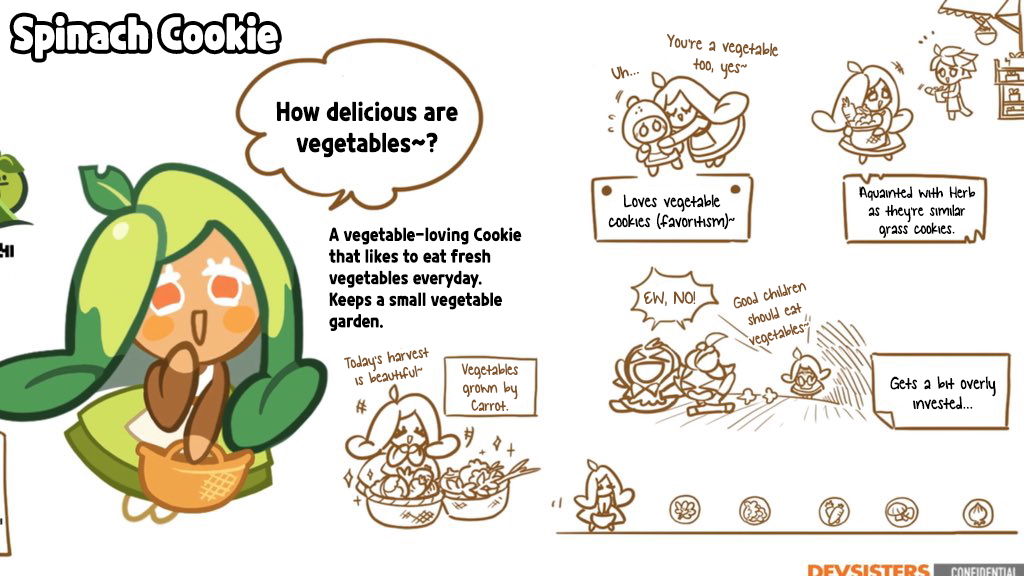 Spinach Cookie
How delicious are
vegetables~?
A vegetable-loving Cookie
that likes to eat fresh
vegetables everyday.
Keeps a small vegetable
garden.
Today's harvest
is beautiful~
Vegetables
grown by
Carrot.
Uh...
You're a vegetable
too, yes~
Loves vegetable
cookies (favoritism)~
Aquainted with Herb
as they're similar
grass cookies.
EW, NO!
Good children
should eat
vegetables~
Gets a bit overly
invested...
DEVSISTERS
CONFIDENTIAL